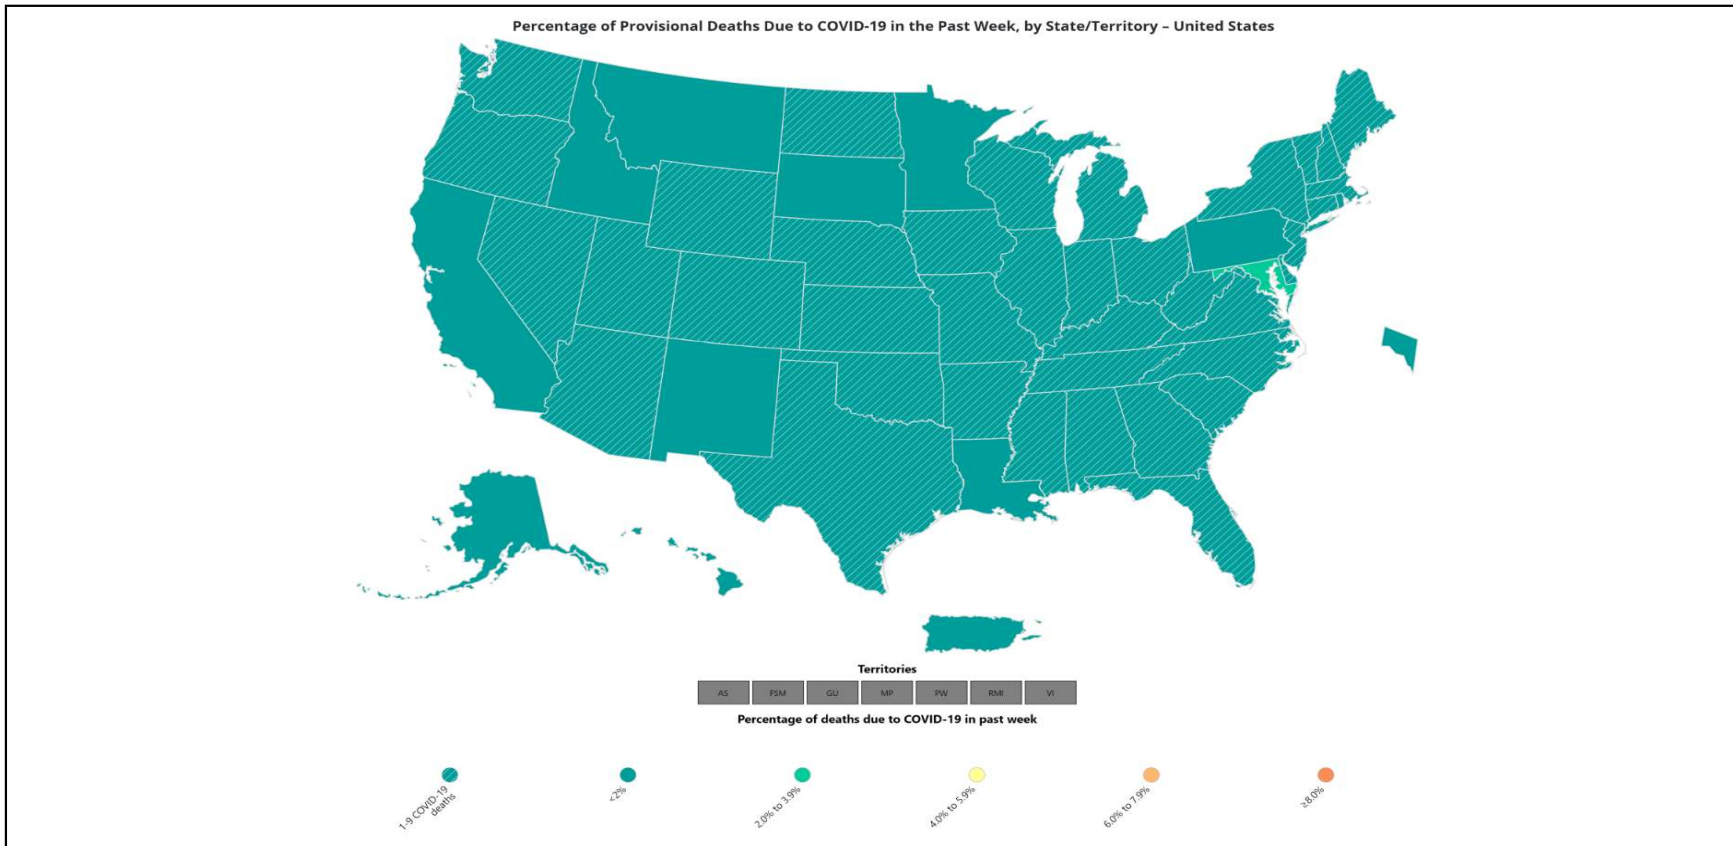 Percentage of Provisional Deaths Due to COVID-19 in the Past Week, by State/Territory – United States
Territories
AS FSM GU MP PW RMI VI
Percentage of deaths due to COVID-19 in past week
1-9 COVID-19
deaths
<2%
2.0% to 3.9%
4.0% to 5.9%
6.0% to 7.9%
≥8.0%